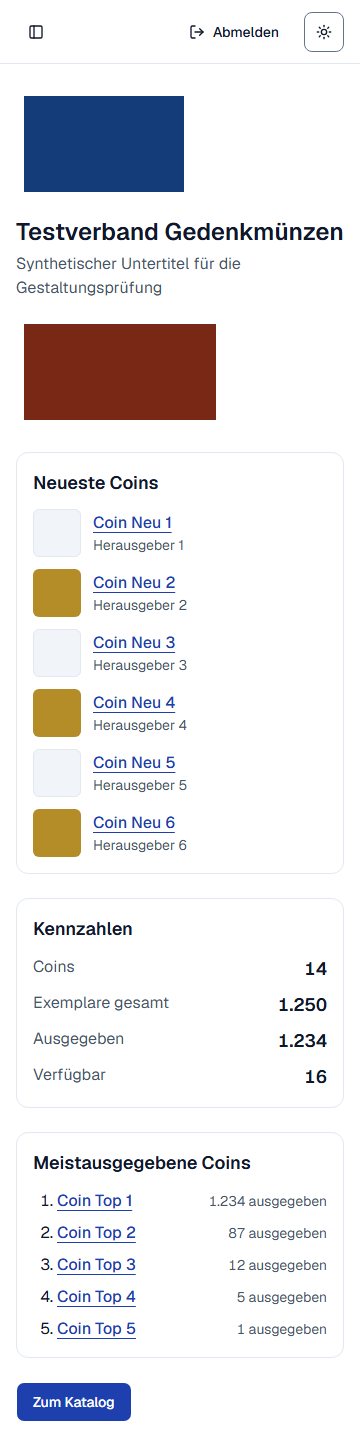 Abmelden
Testverband Gedenkmünzen
Synthetischer Untertitel für die
Gestaltungsprüfung
Neueste Coins
Coin Neu 1
Herausgeber 1
Coin Neu 2
Herausgeber 2
Coin Neu 3
Herausgeber 3
Coin Neu 4
Herausgeber 4
Coin Neu 5
Herausgeber 5
Coin Neu 6
Herausgeber 6
Kennzahlen
Coins 14
Exemplare gesamt 1.250
Ausgegeben 1.234
Verfügbar 16
Meistausgegebene Coins
1. Coin Top 1 1.234 ausgegeben
2. Coin Top 2 87 ausgegeben
3. Coin Top 3 12 ausgegeben
4. Coin Top 4 5 ausgegeben
5. Coin Top 5 1 ausgegeben
Zum Katalog